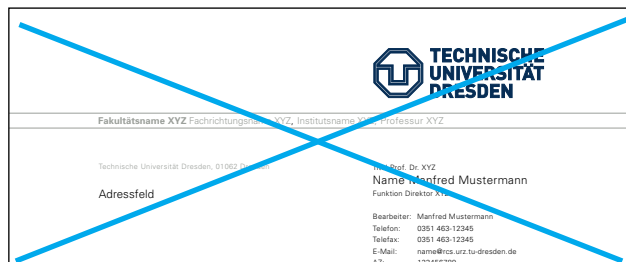 TECHNISCHE
UNIVERSITÄT
DRESDEN
Fakultätsname XYZ Fachrichtungsname XYZ, Institutsname XYZ, Professur XYZ
Technische Universität Dresden, 01062 Dresden
Adressfeld
Prof. Dr. XYZ
Name Manfred Mustermann
Funktion Direktor XYZ
Bearbeiter: Manfred Mustermann
Telefon: 0351 463-12345
Telefax: 0351 463-12345
E-Mail: name@rcs.urz.tu-dresden.de
AZ: 123456789